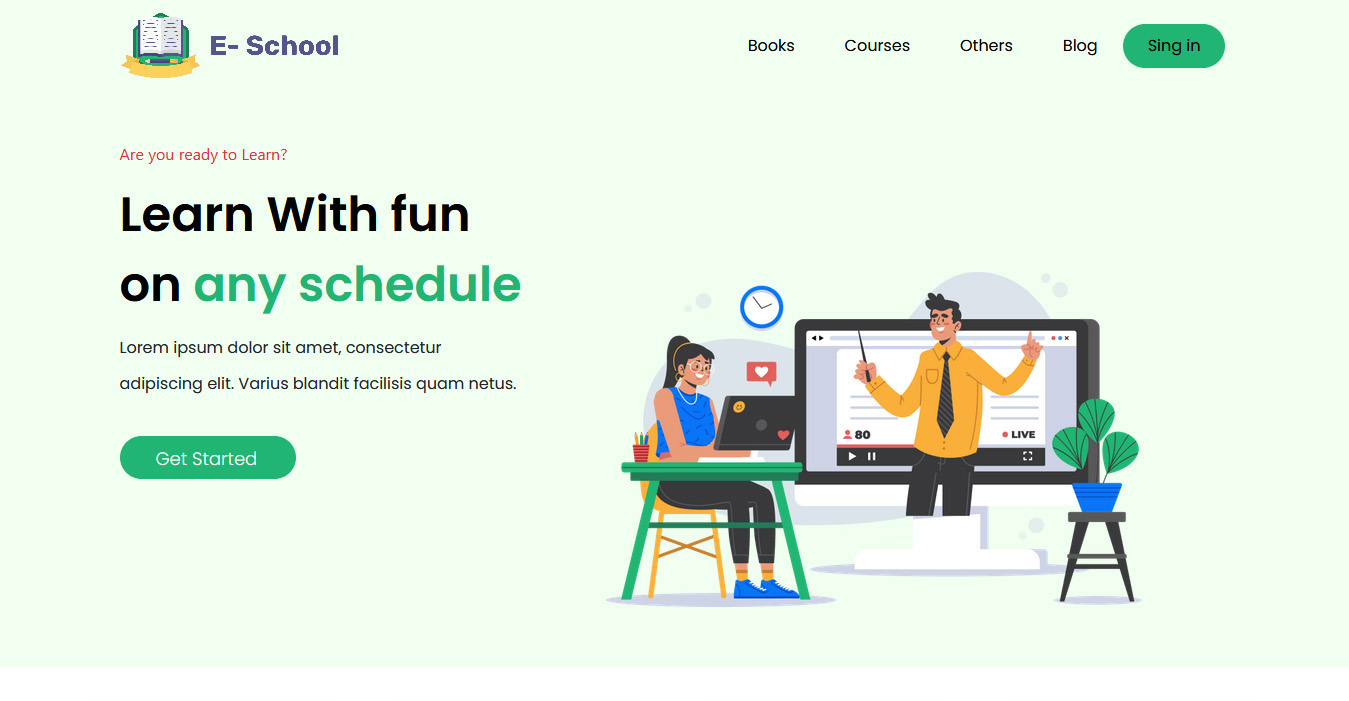 E- School
Books Courses Others Blog Sing in
Are you ready to Learn?
Learn With fun
on any schedule
Lorem ipsum dolor sit amet, consectetur
adipiscing elit. Varius blandit facilisis quam netus.
Get Started
80
LIVE